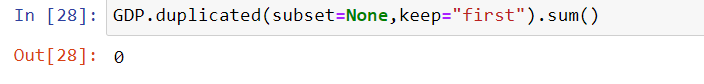 In [28]: GDP.duplicated(subset=None,keep="first").sum()
Out[28]: 0